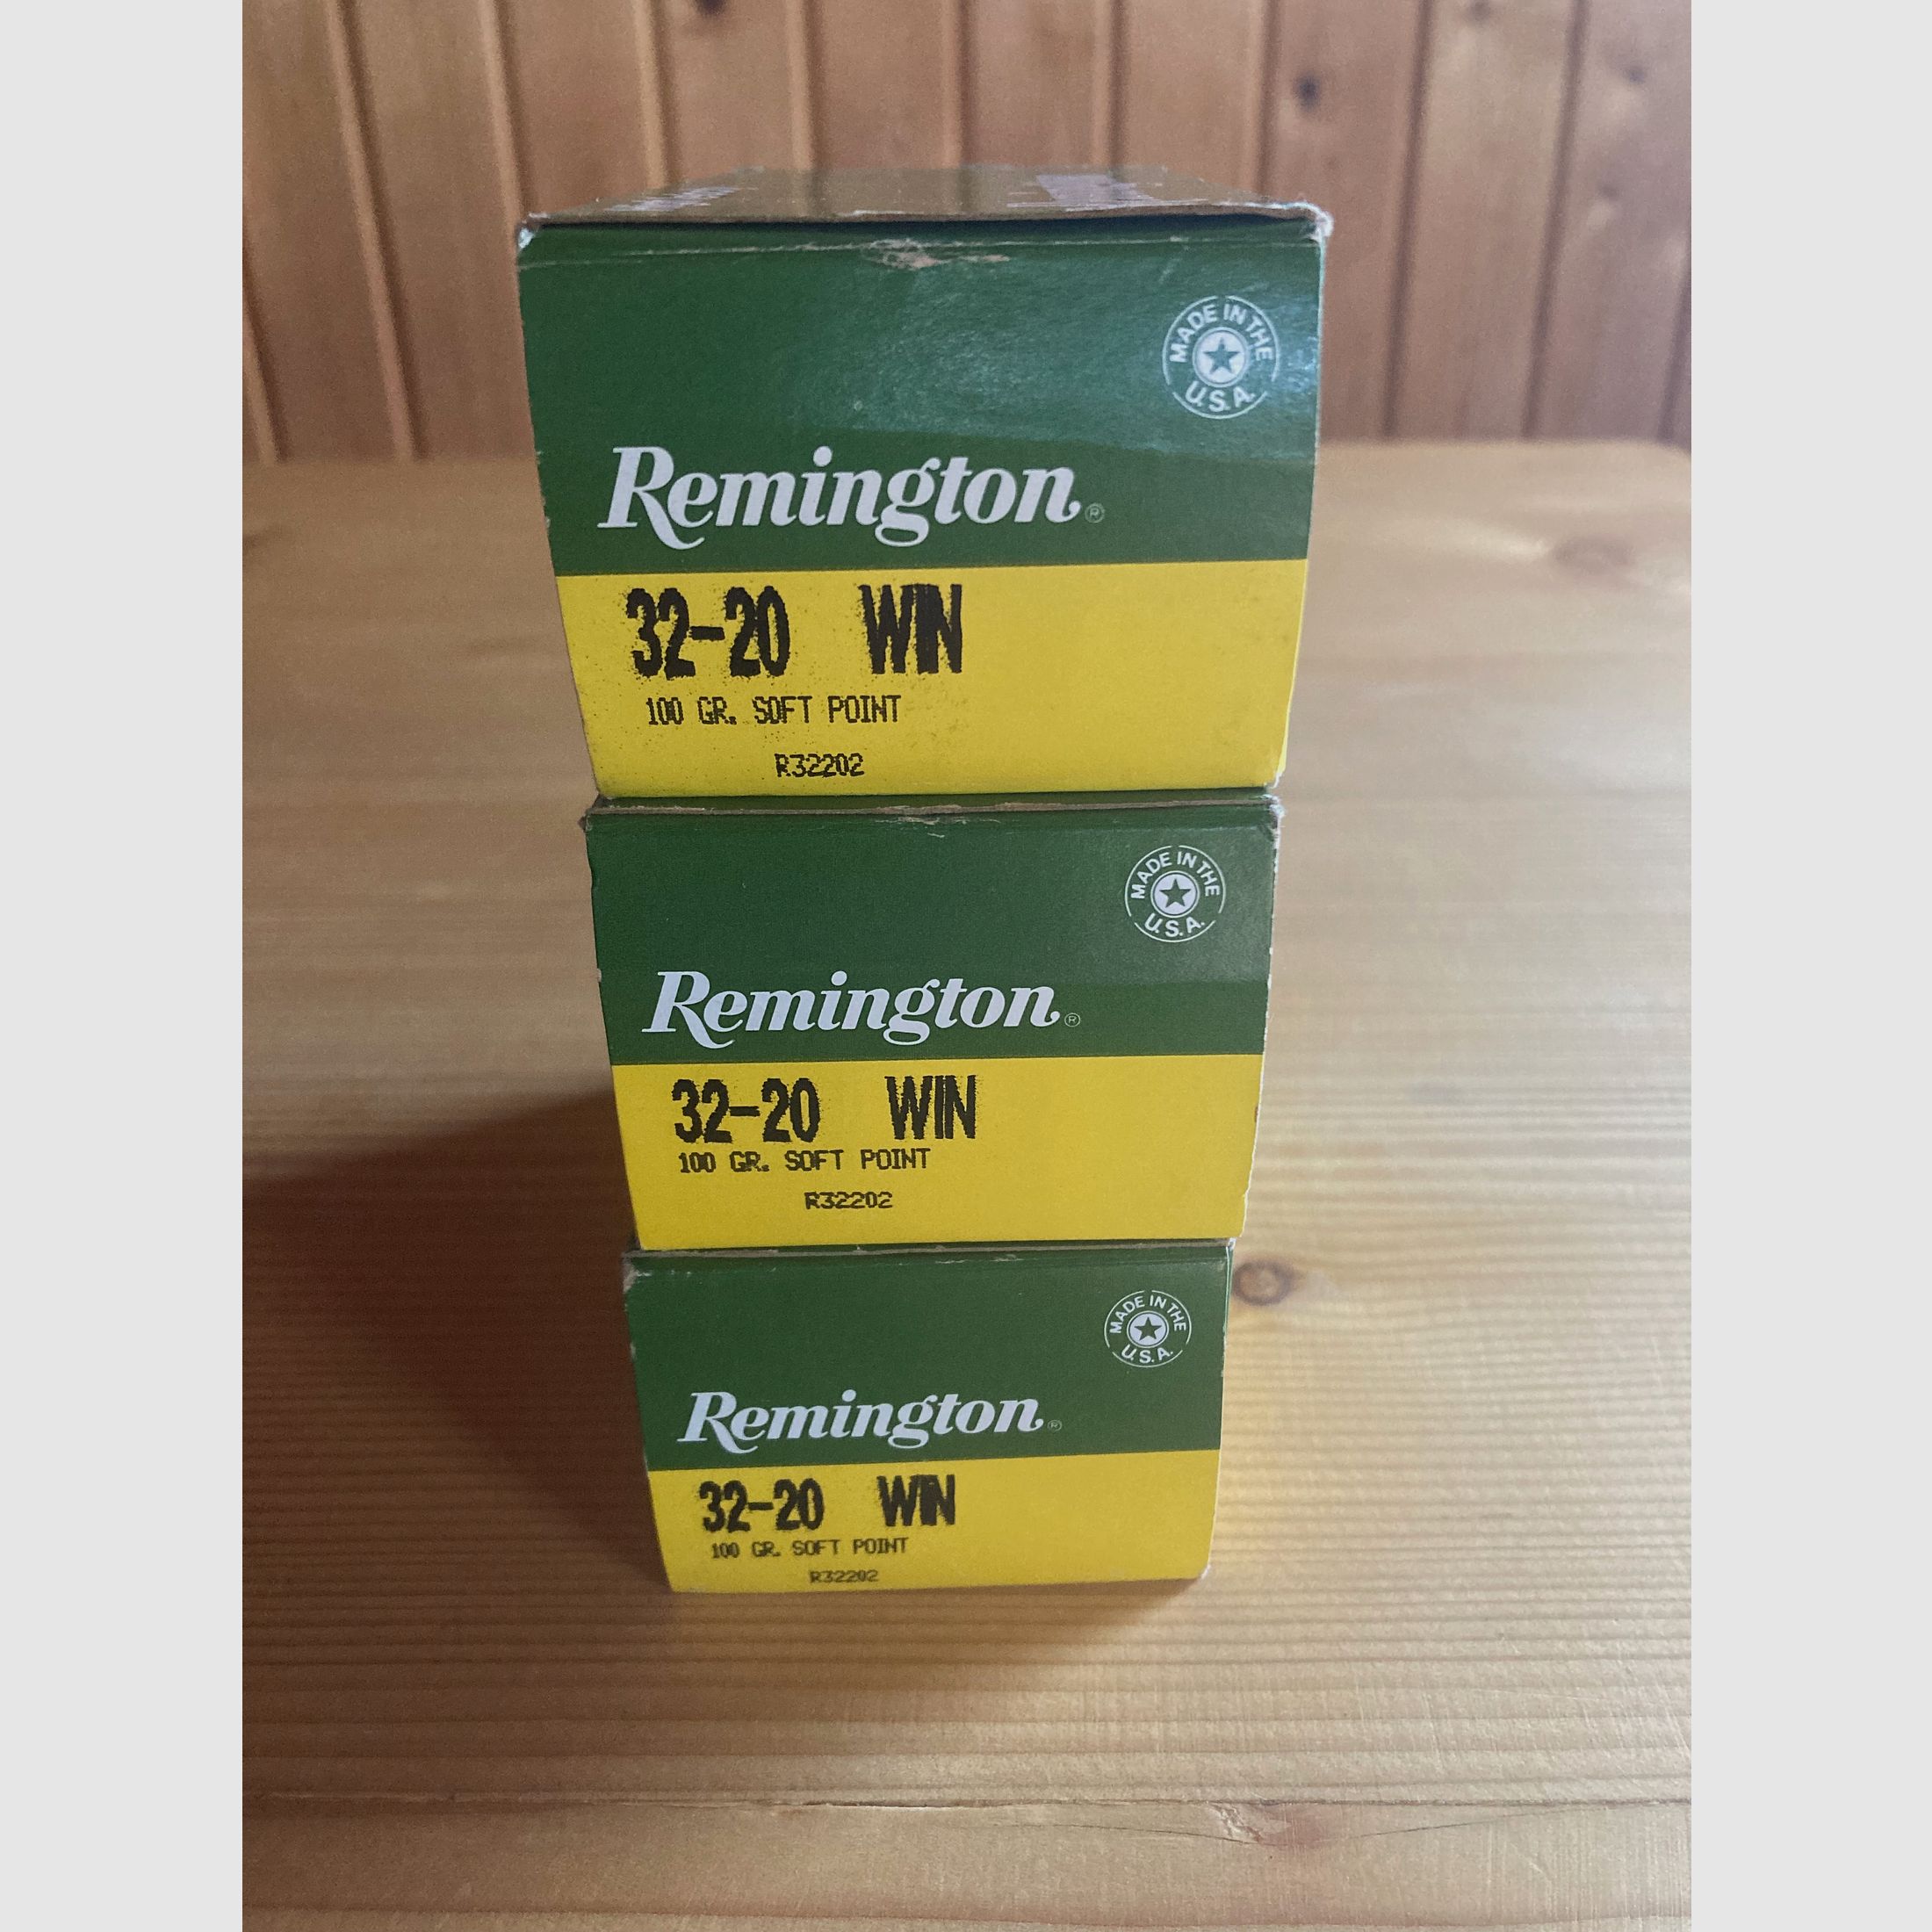 MADE IN THE
U.S.A.
Remington®
32-20 WIN
100 GR. SOFT POINT
R32202
MADE IN THE
U.S.A.
Remington®
32-20 WIN
100 GR. SOFT POINT
R32202
MADE IN THE
U.S.A.
Remington®
32-20 WIN
100 GR. SOFT POINT
R32202